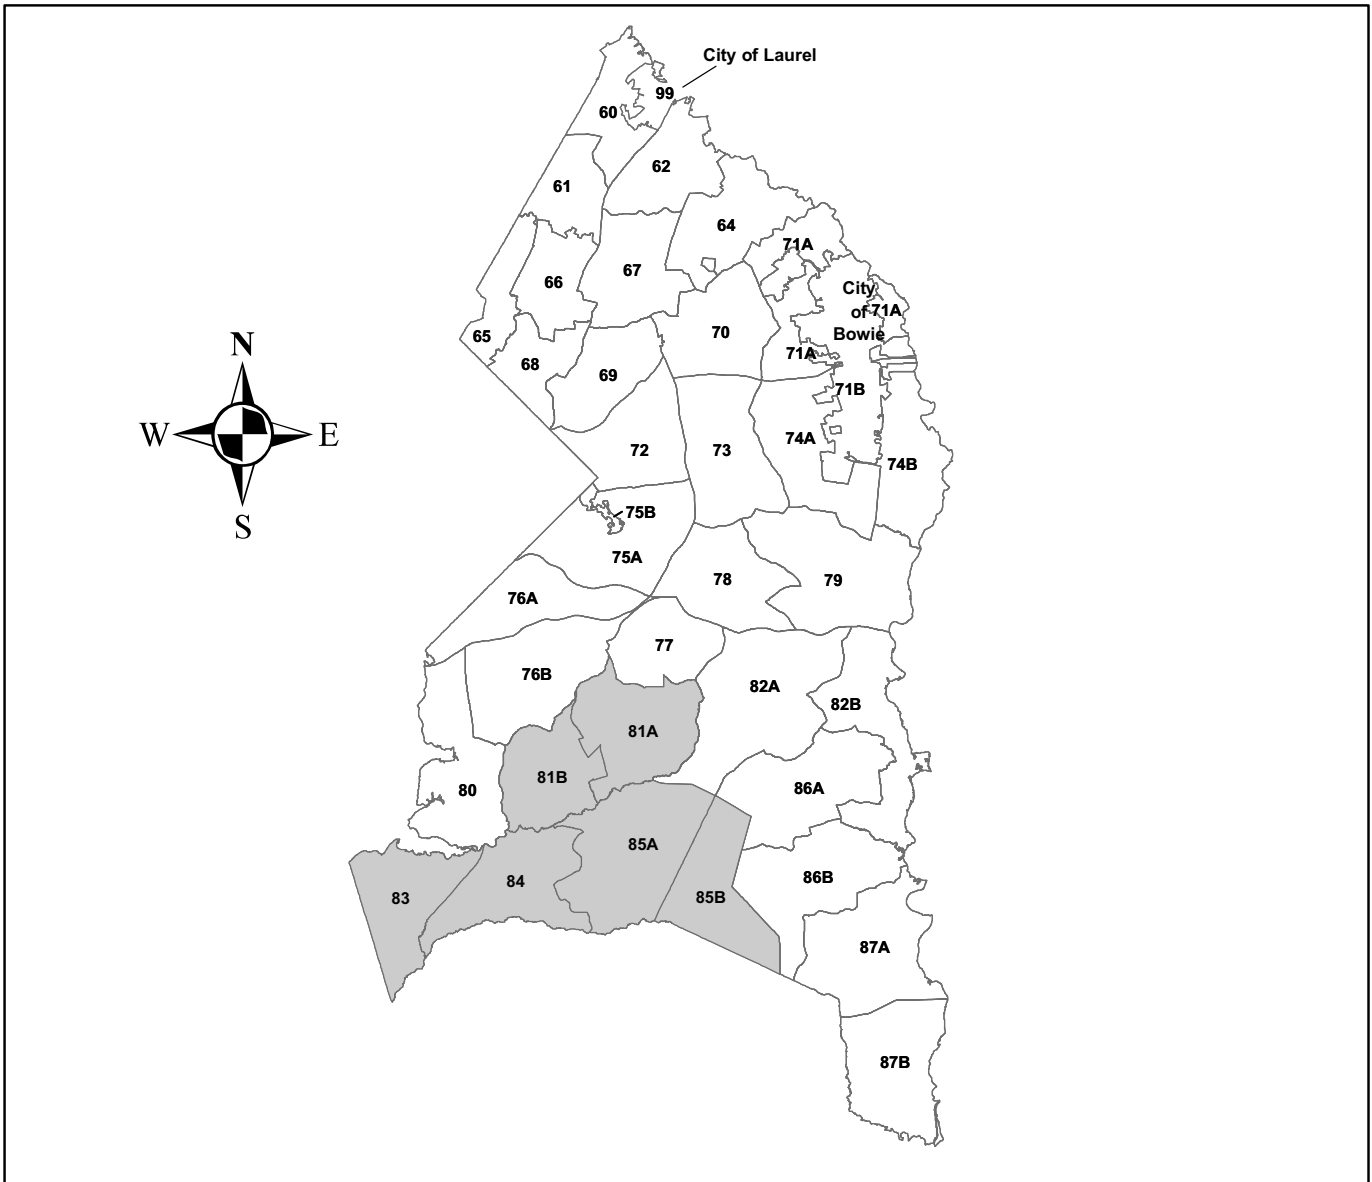 City of Laurel
99
60
62
61
64
71A
67
66
City
of
Bowie
71A
N
65
70
71A
68
69
71B
W
E
74A
72
73
74B
S
75B
75A
78
79
76A
77
76B
82A
82B
81A
81B
80
86A
85A
86B
84
83
85B
87A
87B